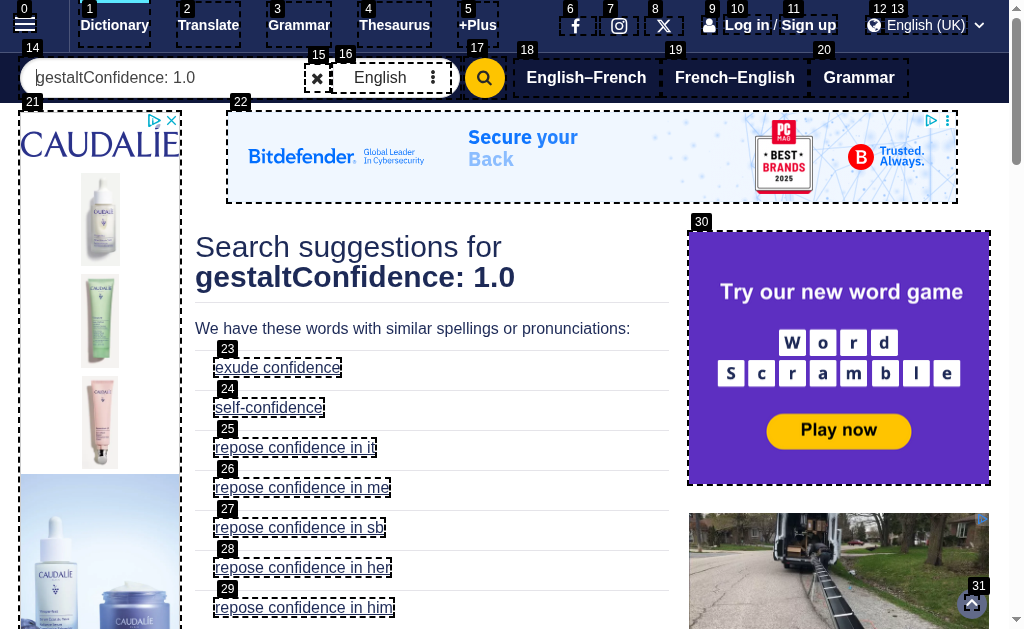 0 1 2 3 4 5 6 7 8 9 10 11 12 13
Dictionary Translate Grammar Thesaurus +Plus Log in / Sign up English (UK)
14 15 16 17 18 19 20
gestaltConfidence: 1.0 English English–French French–English Grammar
21 22
CAUDALÍE
Bitdefender Global Leader In Cybersecurity
Secure your
Back
PC MAG
BEST BRANDS
2025
B Trusted. Always.
Search suggestions for
gestaltConfidence: 1.0
We have these words with similar spellings or pronunciations:
23
exude confidence
24
self-confidence
25
repose confidence in it
26
repose confidence in me
27
repose confidence in sb
28
repose confidence in her
29
repose confidence in him
30
Try our new word game
Word
Scramble
Play now
31
CAUDALÍE
CAUDALÍE